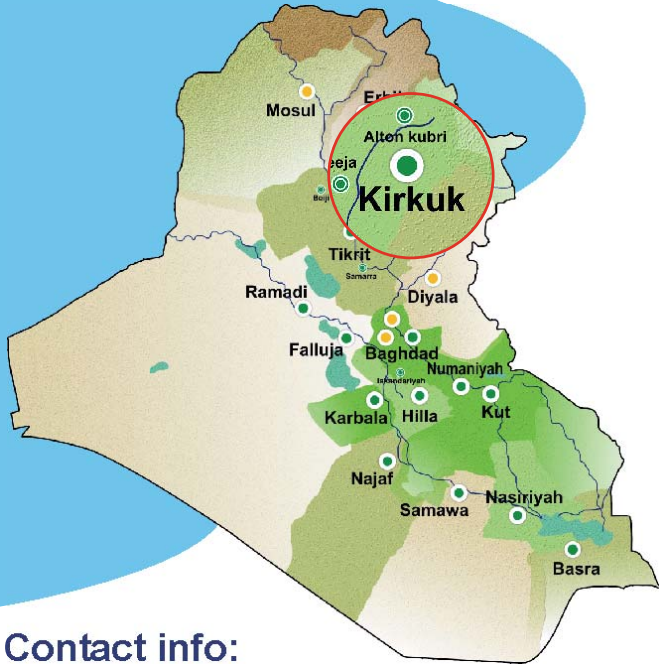 Mosul
Alton kubri
eeja
Kirkuk
Tikrit
Samarra
Ramadi
Diyala
Falluja
Baghdad
Numaniyah
Iskandariyah
Karbala
Hilla
Kut
Najaf
Samawa
Nasiriyah
Basra
Contact info: